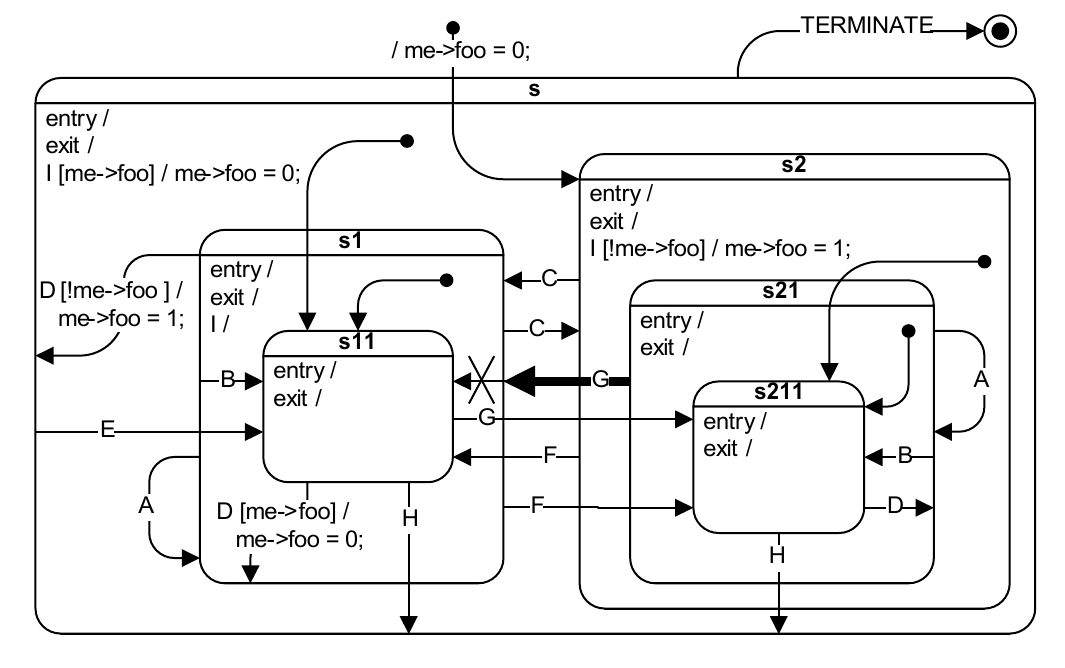 TERMINATE
/ me->foo = 0;
s
entry /
exit /
I [me->foo] / me->foo = 0;
s2
entry /
exit /
I [!me->foo] / me->foo = 1;
s1
entry /
exit /
I /
D [!me->foo ] /
me->foo = 1;
C
C
s21
entry /
exit /
s11
entry /
exit /
B
G
G
A
s211
entry /
exit /
E
F
B
A
F
D
D [me->foo] /
me->foo = 0;
H
H